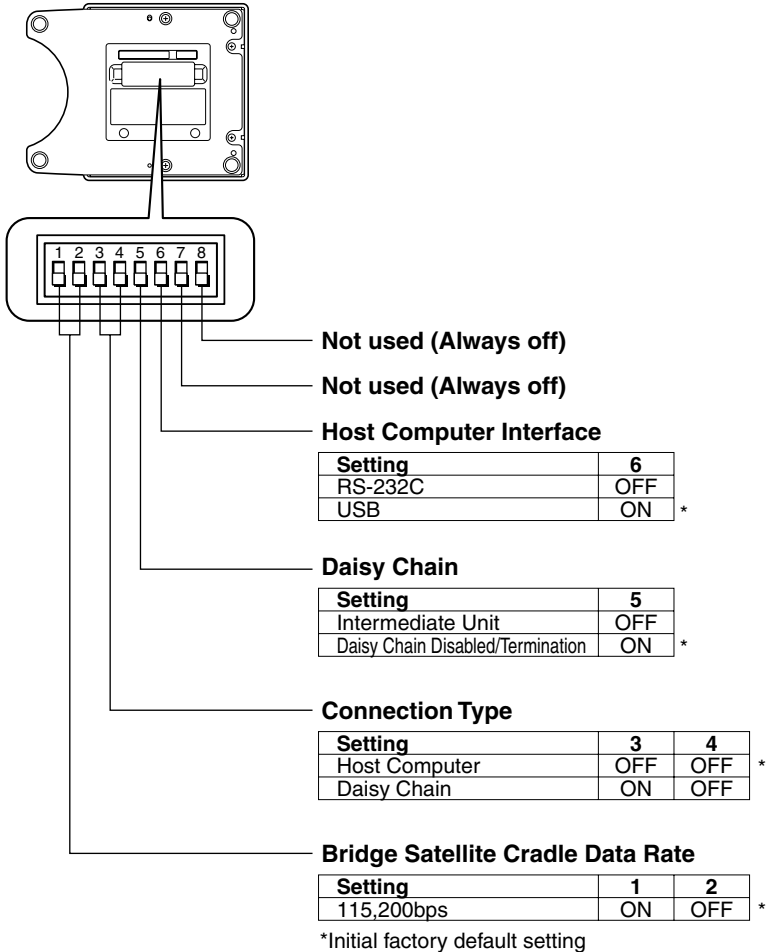 1 2 3 4 5 6 7 8
Not used (Always off)
Not used (Always off)
Host Computer Interface
Setting 6
RS-232C OFF
USB ON *
Daisy Chain
Setting 5
Intermediate Unit OFF
Daisy Chain Disabled/Termination ON *
Connection Type
Setting 3 4
Host Computer OFF OFF *
Daisy Chain ON OFF
Bridge Satellite Cradle Data Rate
Setting 1 2
115,200bps ON OFF *
*Initial factory default setting